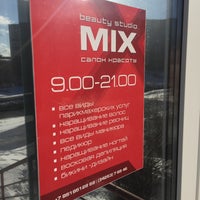 beauty studio
MIX
салон красоты
9.00-21.00
• все виды
парикмахерских услуг
• наращивание волос
• наращивание ресниц
• все виды маникюра
• педикюр
• наращивание ногтей
• восковая депиляция
• бикини-дизайн